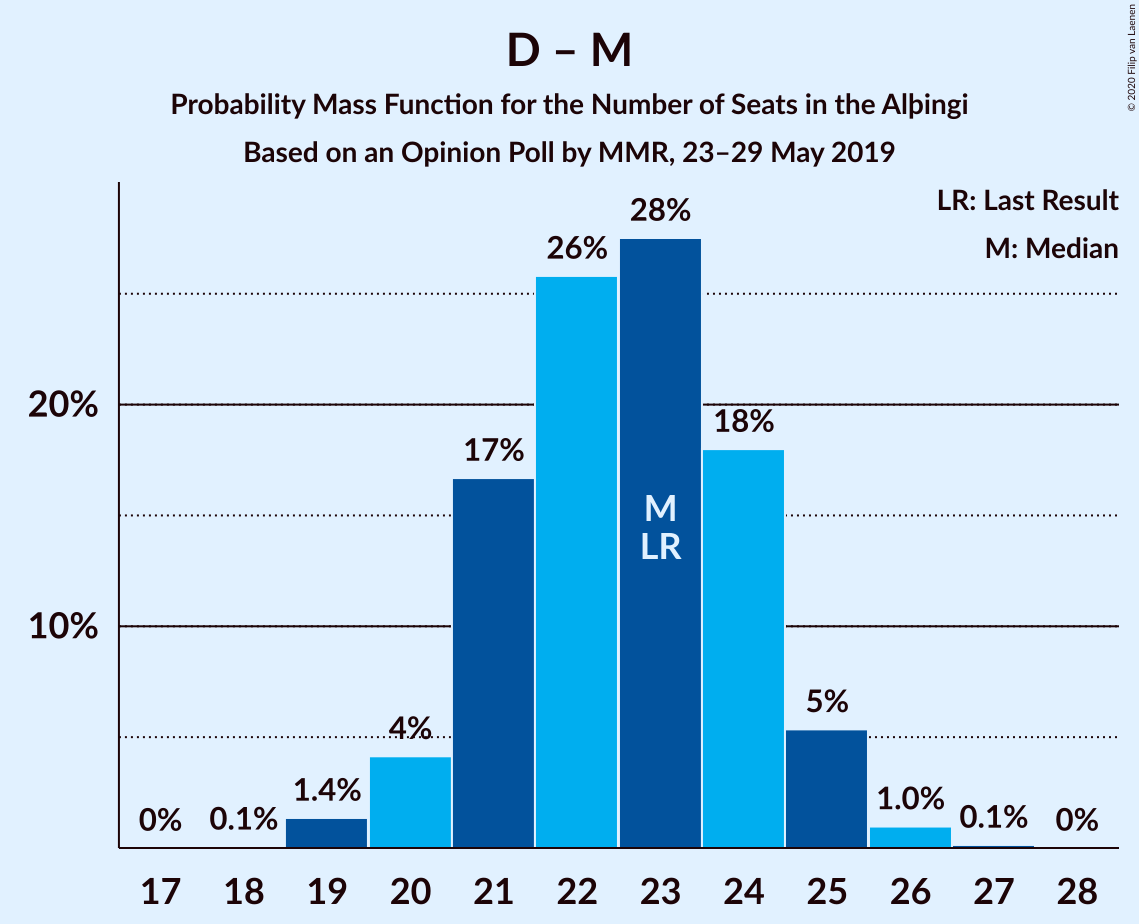 D – M
Probability Mass Function for the Number of Seats in the Alþingi
Based on an Opinion Poll by MMR, 23–29 May 2019
© 2020 Filip van Laenen
LR: Last Result
M: Median
20%
10%
0%
0.1%
1.4%
4%
17%
26%
28%
18%
5%
1.0%
0.1%
0%
M
LR
17 18 19 20 21 22 23 24 25 26 27 28